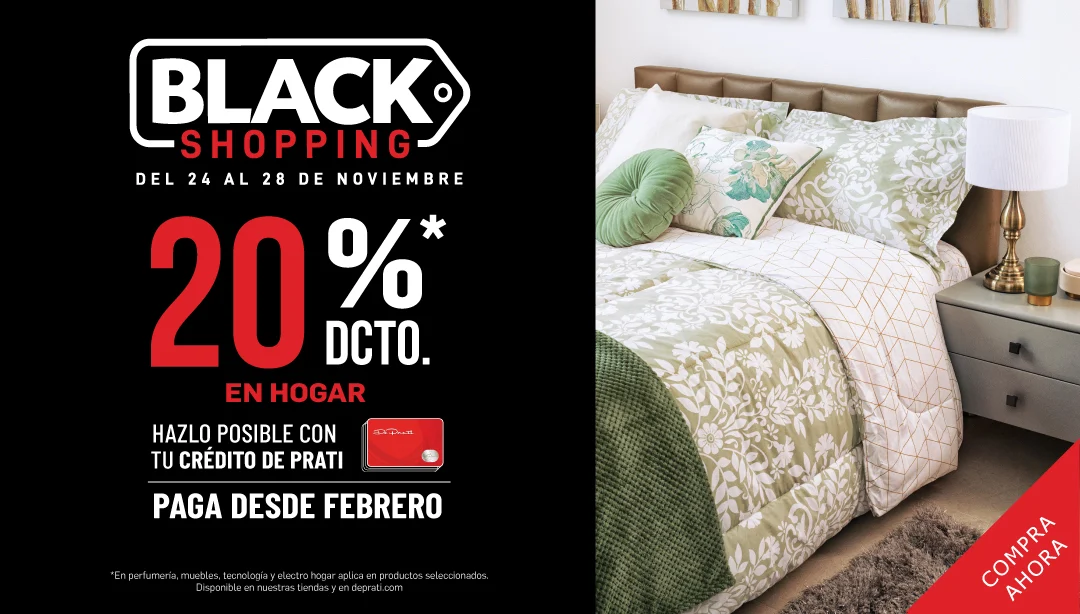 BLACK
SHOPPING
DEL 24 AL 28 DE NOVIEMBRE
20%*
DCTO.
EN HOGAR
HAZLO POSIBLE CON
TU CRÉDITO DE PRATI
De Prati
PAGA DESDE FEBRERO
*En perfumería, muebles, tecnología y electro hogar aplica en productos seleccionados.
Disponible en nuestras tiendas y en deprati.com
COMPRA
AHORA